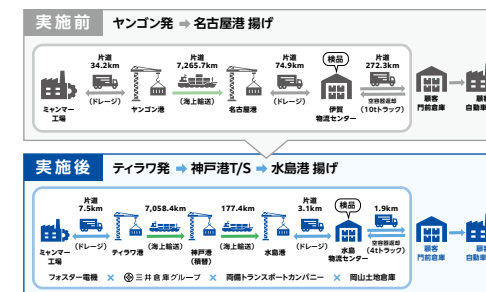 実施前 ヤンゴン発 ➡ 名古屋港 揚げ
片道 34.2km
片道 7,265.7km
片道 74.9km
検品
片道 272.3km
(ドレージ)
(海上輸送)
(ドレージ)
空容器返却
(10tトラック)
ミャンマー工場
ヤンゴン港
名古屋港
伊賀物流センター
顧客門前倉庫
顧客
自動車
実施後 ティラワ発 ➡ 神戸港T/S ➡ 水島港 揚げ
片道 7.5km
7,058.4km
177.4km
片道 3.1km
検品
1.9km
(ドレージ)
(海上輸送)
(海上輸送)
(ドレージ)
空容器返却
(4tトラック)
ミャンマー工場
ティラワ港
神戸港(積替)
水島港
水島物流センター
顧客門前倉庫
顧客
自動車
フォスター電機 × 三井倉庫グループ × 両備トランスポートカンパニー × 岡山土地倉庫